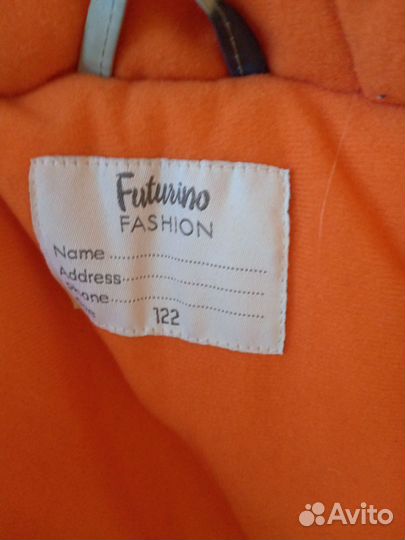 Futurino
FASHION
Name
Address
Phone
122
Avito